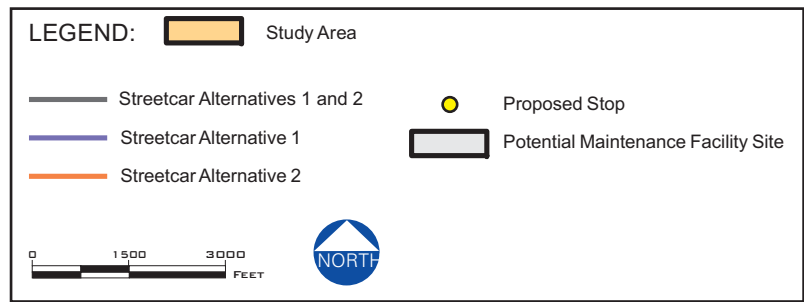 LEGEND: Study Area
Streetcar Alternatives 1 and 2
Proposed Stop
Streetcar Alternative 1
Potential Maintenance Facility Site
Streetcar Alternative 2
0 1500 3000
FEET
NORTH